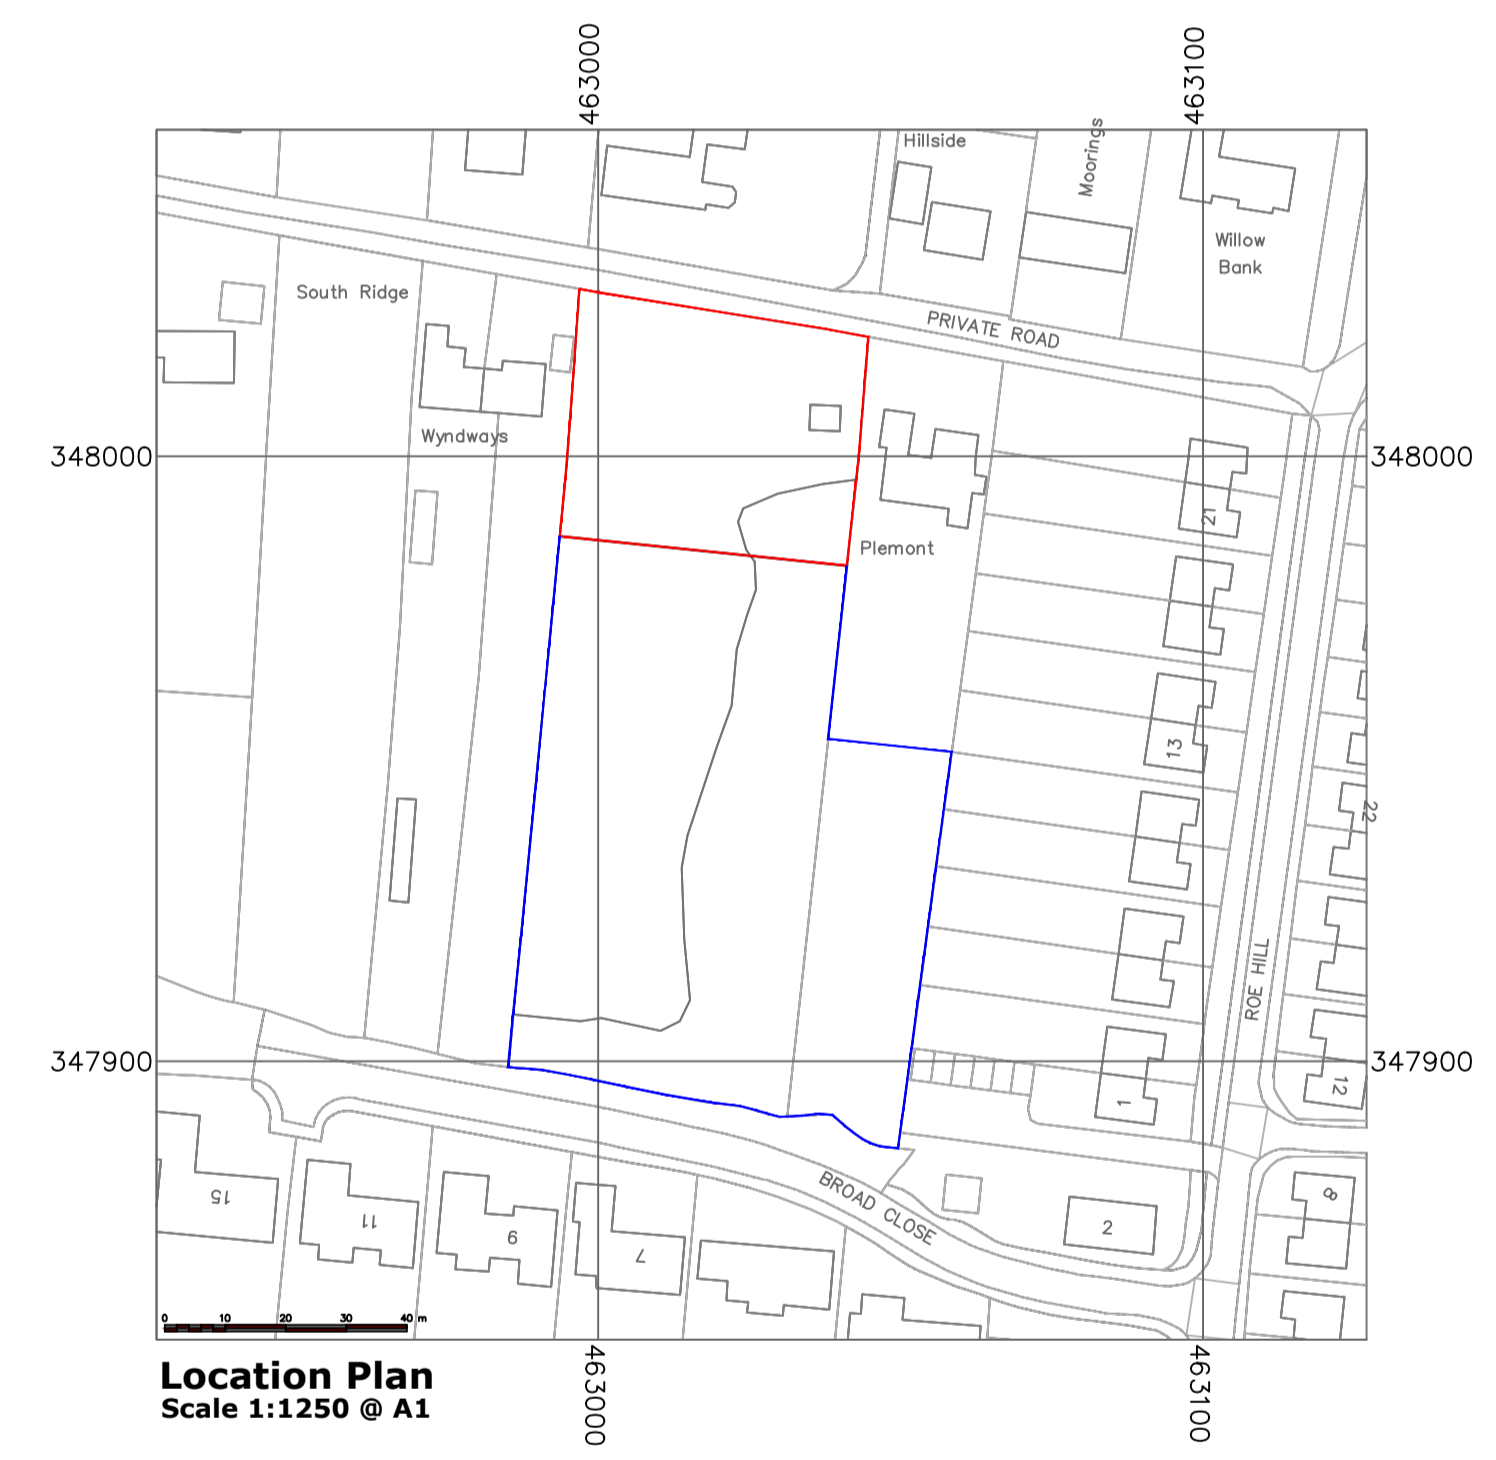 463000
463100
Hillside
Moorings
Willow
Bank
South Ridge
PRIVATE ROAD
Wyndways
348000
348000
21
Plemont
13
22
ROE HILL
347900
347900
1
12
15
11
9
7
BROAD CLOSE
2
8
0 10 20 30 40 m
463000
463100
Location Plan
Scale 1:1250 @ A1